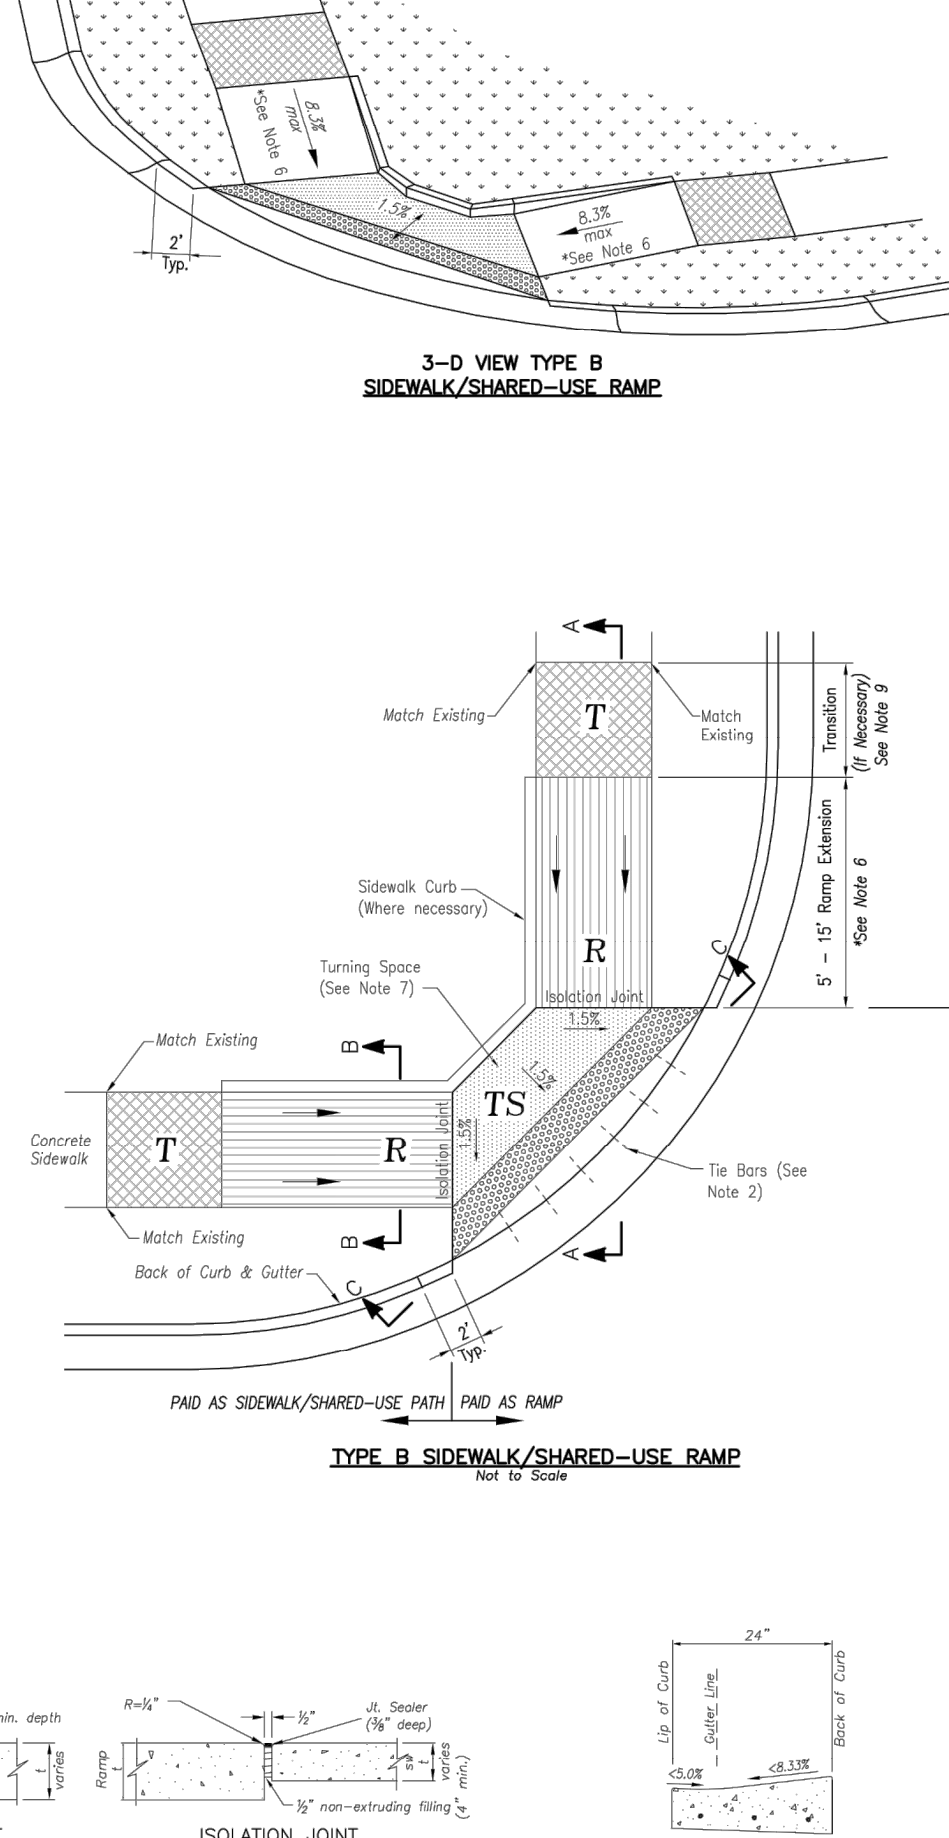 8.3%
max
*See Note 6
1.5%
8.3%
max
*See Note 6
2'
Typ.
3-D VIEW TYPE B
SIDEWALK/SHARED-USE RAMP
A
Match Existing
T
Match
Existing
Transition
(If Necessary)
See Note 9
5' - 15' Ramp Extension
*See Note 6
Sidewalk Curb
(Where necessary)
R
C
Turning Space
(See Note 7)
Isolation Joint
1.5%
Match Existing
B
1.5%
TS
Concrete
Sidewalk
T
R
Isolation Joint
1.5%
Tie Bars (See
Note 2)
Match Existing
B
A
Back of Curb & Gutter
C
2'
Typ.
PAID AS SIDEWALK/SHARED-USE PATH
PAID AS RAMP
TYPE B SIDEWALK/SHARED-USE RAMP
Not to Scale
24"
Lip of Curb
Gutter Line
Back of Curb
<5.0%
<8.33%
min. depth
t
varies
R=¼"
½"
Jt. Sealer
(⅜" deep)
Ramp
t
sw
t
varies
(4" min.)
½" non-extruding filling
ISOLATION JOINT